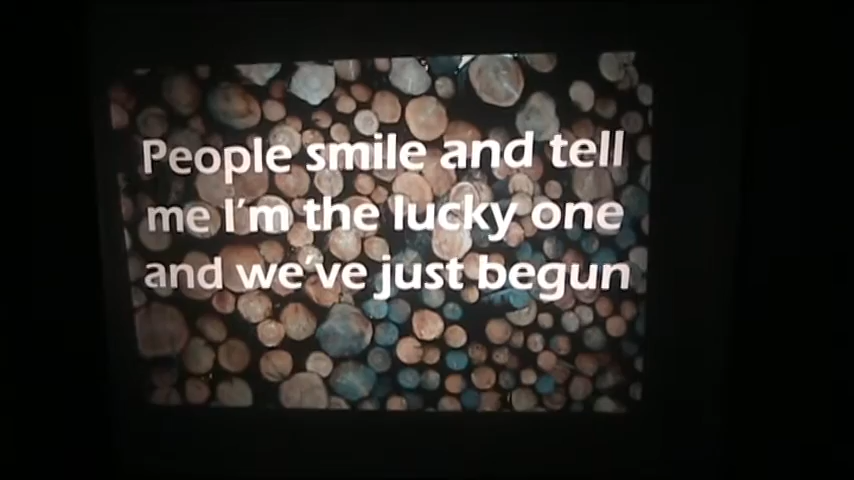 People smile and tell
me I'm the lucky one
and we've just begun